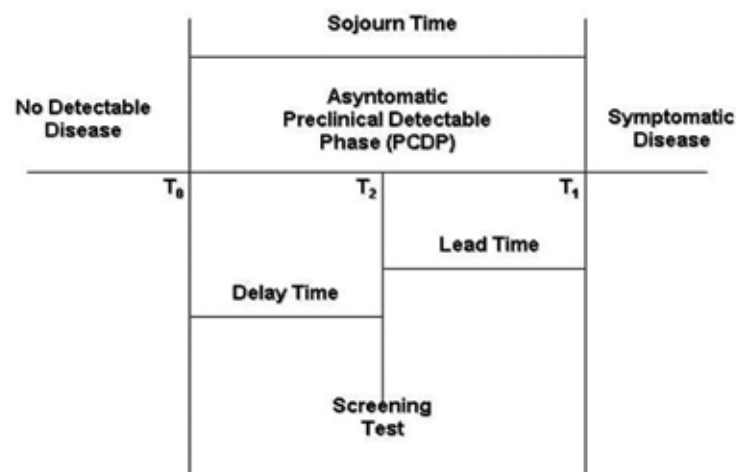 Sojourn Time
No Detectable
Disease
Asyntomatic
Preclinical Detectable
Phase (PCDP)
Symptomatic
Disease
T₀
T₂
T₁
Lead Time
Delay Time
Screening
Test